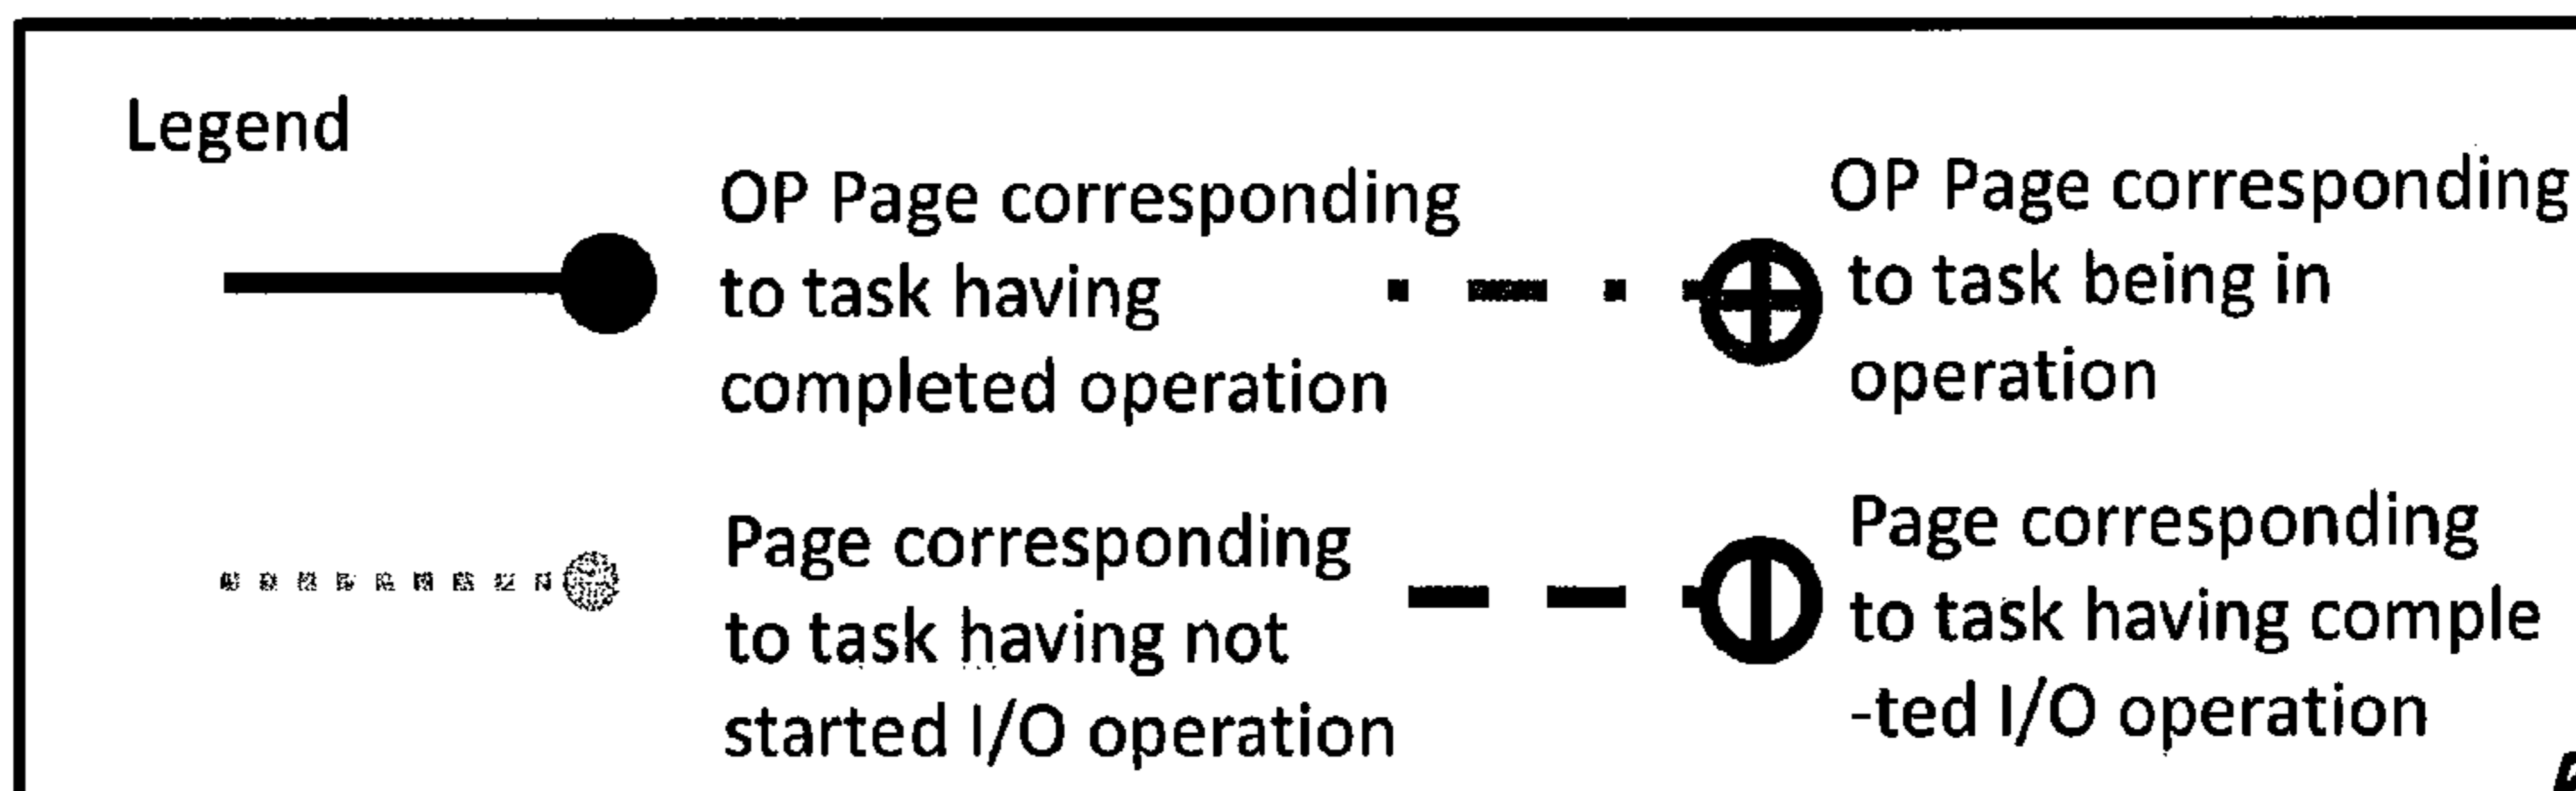 Legend
OP Page corresponding
to task having
completed operation
OP Page corresponding
to task being in
operation
Page corresponding
to task having not
started I/O operation
Page corresponding
to task having comple
-ted I/O operation